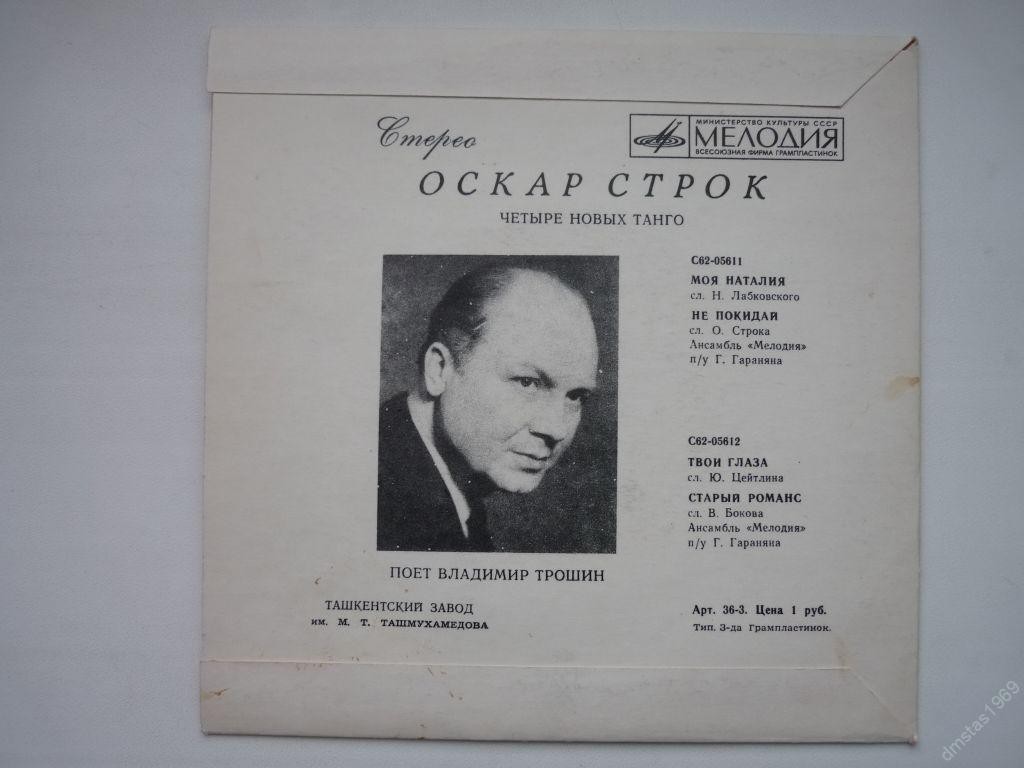 Стерео
МИНИСТЕРСТВО КУЛЬТУРЫ СССР
МЕЛОДИЯ
ВСЕСОЮЗНАЯ ФИРМА ГРАМПЛАСТИНОК
ОСКАР СТРОК
ЧЕТЫРЕ НОВЫХ ТАНГО
С62-05611
МОЯ НАТАЛИЯ
сл. Н. Лабковского
НЕ ПОКИДАЙ
сл. О. Строка
Ансамбль «Мелодия»
п/у Г. Гараняна
С62-05612
ТВОИ ГЛАЗА
сл. Ю. Цейтлина
СТАРЫЙ РОМАНС
сл. В. Бокова
Ансамбль «Мелодия»
п/у Г. Гараняна
ПОЕТ ВЛАДИМИР ТРОШИН
ТАШКЕНТСКИЙ ЗАВОД
им. М. Т. ТАШМУХАМЕДОВА
Арт. 36-3. Цена 1 руб.
Тип. З-да Грампластинок.
dmstas1969